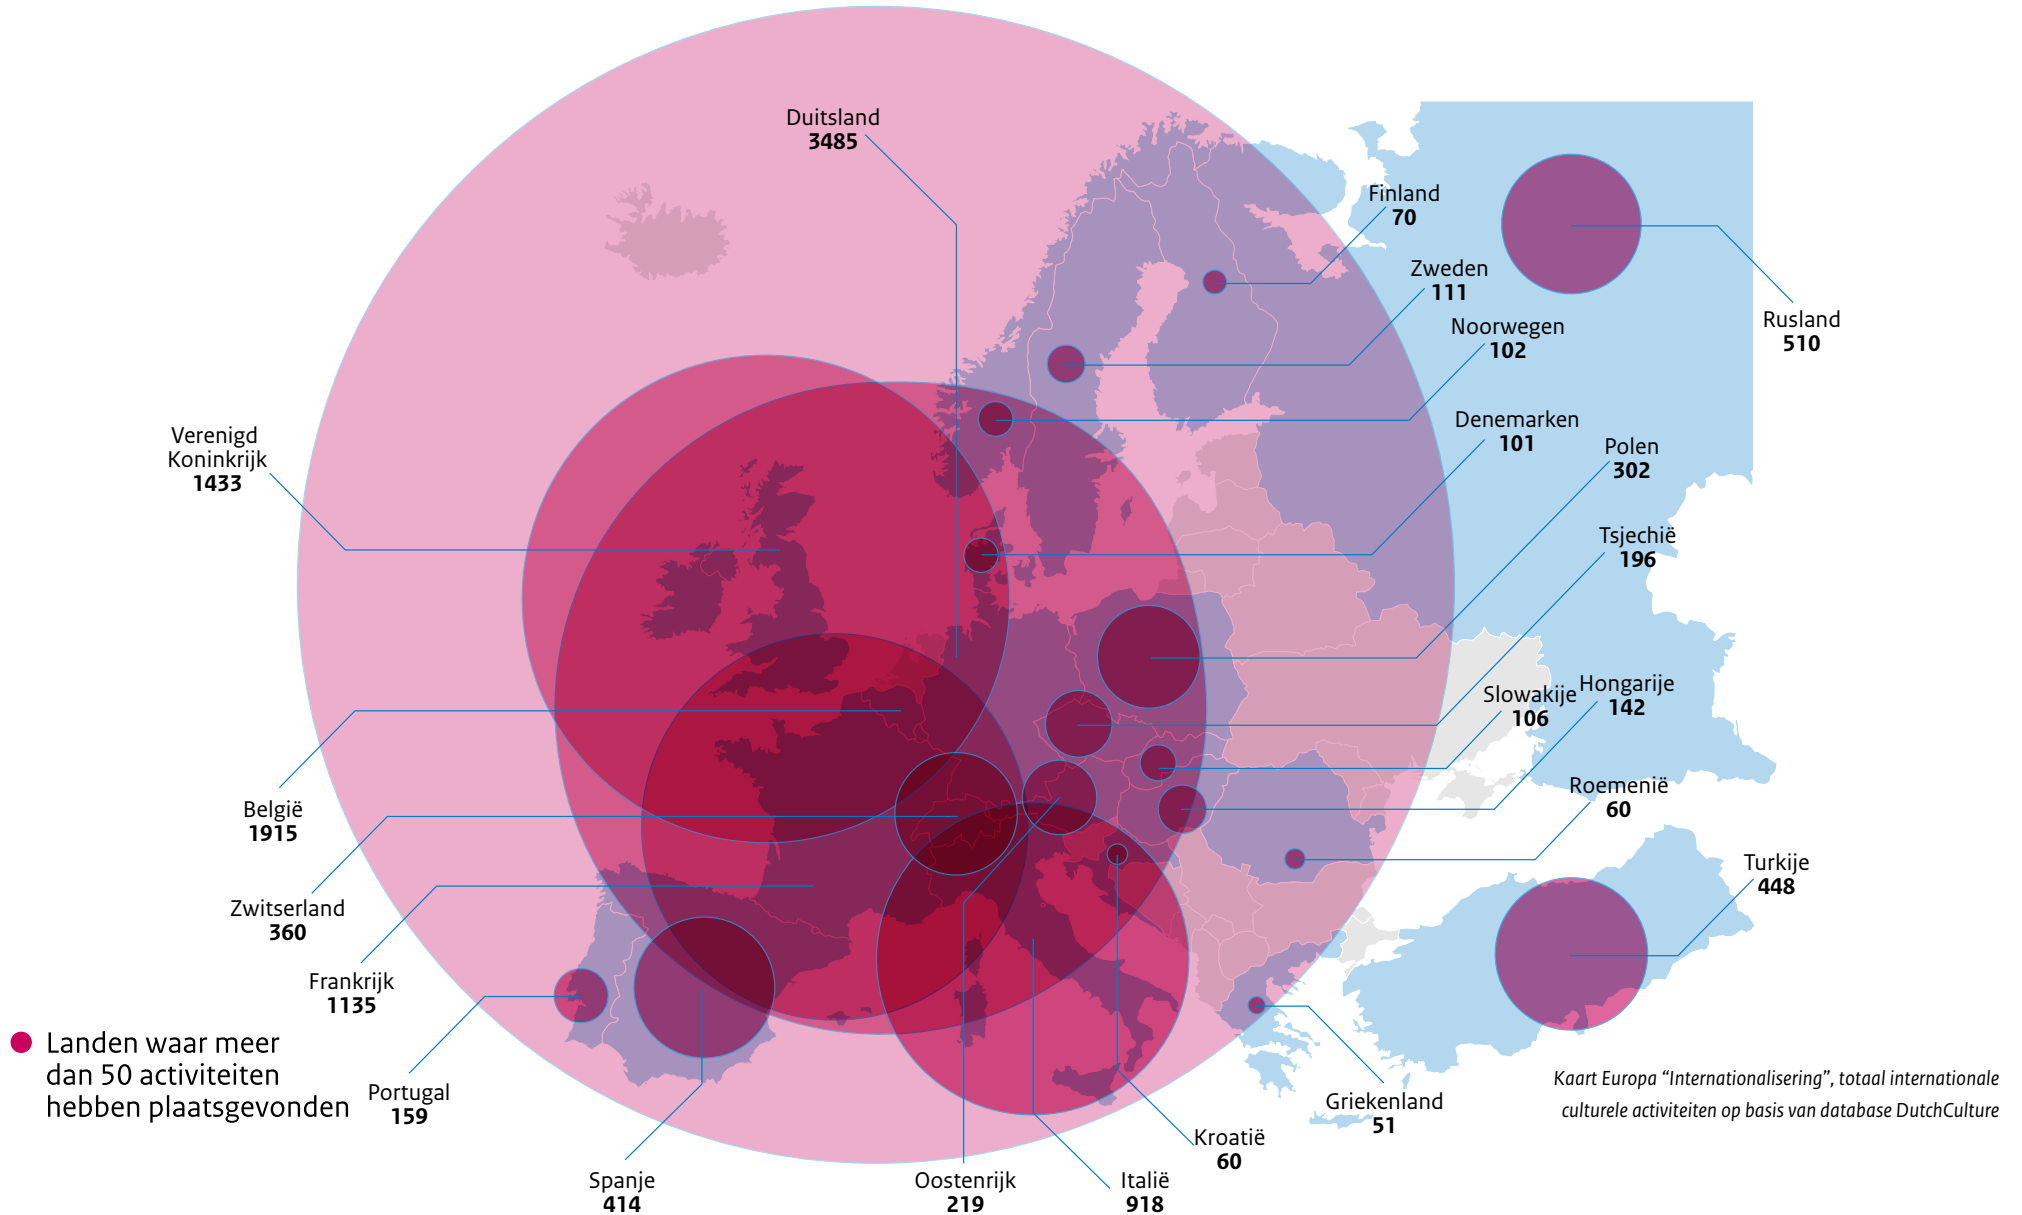 Duitsland
3485
Finland
70
Zweden
111
Noorwegen
102
Rusland
510
Denemarken
101
Polen
302
Verenigd
Koninkrijk
1433
Tsjechië
196
Slowakije
106
Hongarije
142
Roemenië
60
België
1915
Turkije
448
Zwitserland
360
Frankrijk
1135
Landen waar meer
dan 50 activiteiten
hebben plaatsgevonden
Portugal
159
Griekenland
51
Kroatië
60
Spanje
414
Oostenrijk
219
Italië
918
Kaart Europa “Internationalisering”, totaal internationale
culturele activiteiten op basis van database DutchCulture